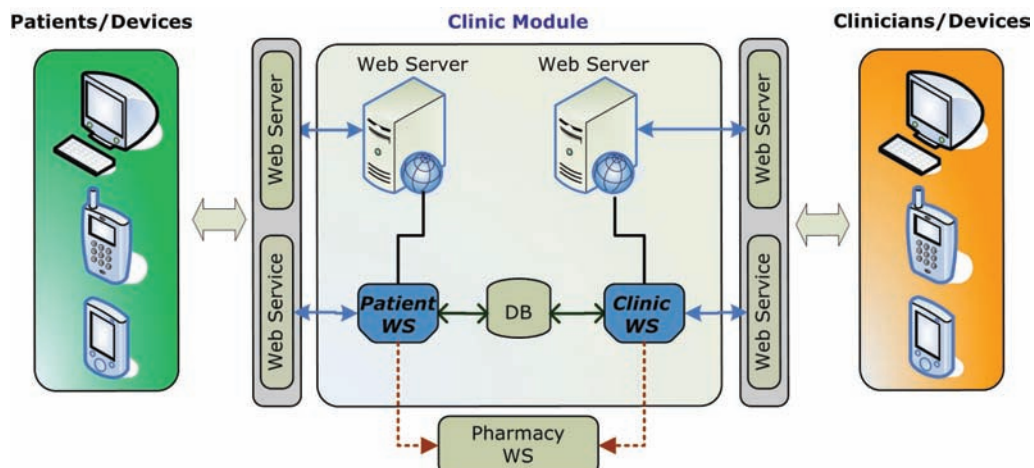 Patients/Devices
Clinic Module
Clinicians/Devices
Web Server
Web Server
Web Server
Web Server
Web Service
Patient
WS
DB
Clinic
WS
Web Service
Pharmacy
WS